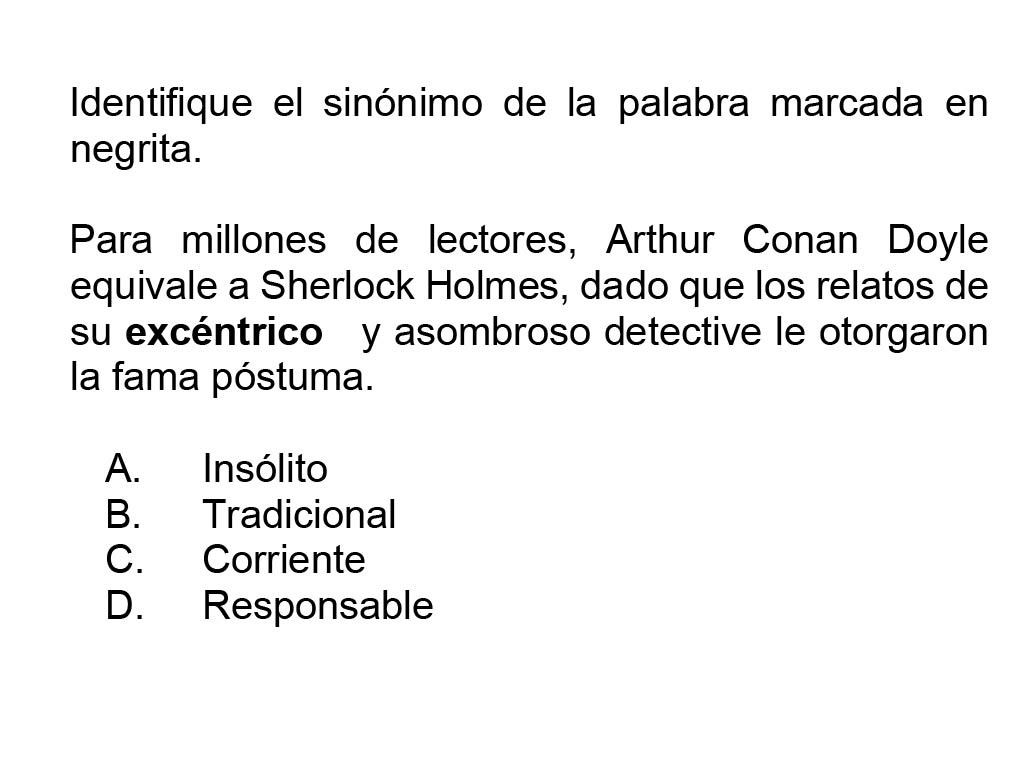 Identifique el sinónimo de la palabra marcada en
negrita.
Para millones de lectores, Arthur Conan Doyle
equivale a Sherlock Holmes, dado que los relatos de
su excéntrico y asombroso detective le otorgaron
la fama póstuma.
A. Insólito
B. Tradicional
C. Corriente
D. Responsable